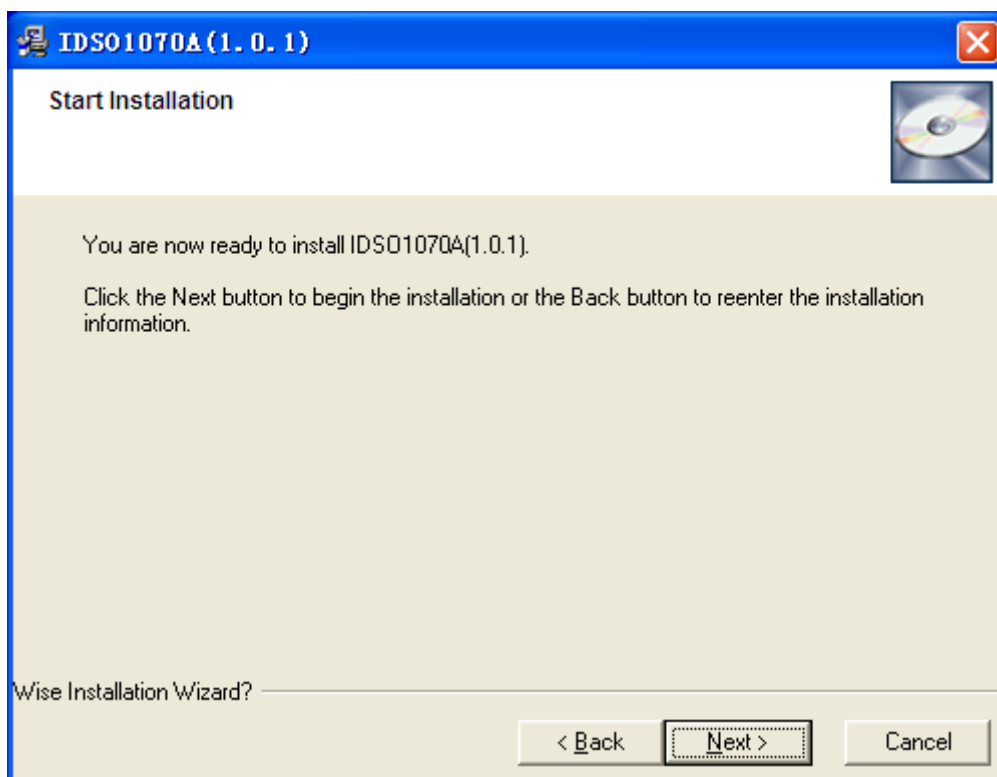 IDSO1070A(1.0.1)
Start Installation
You are now ready to install IDSO1070A(1.0.1).
Click the Next button to begin the installation or the Back button to reenter the installation
information.
Wise Installation Wizard?
< Back
Next >
Cancel